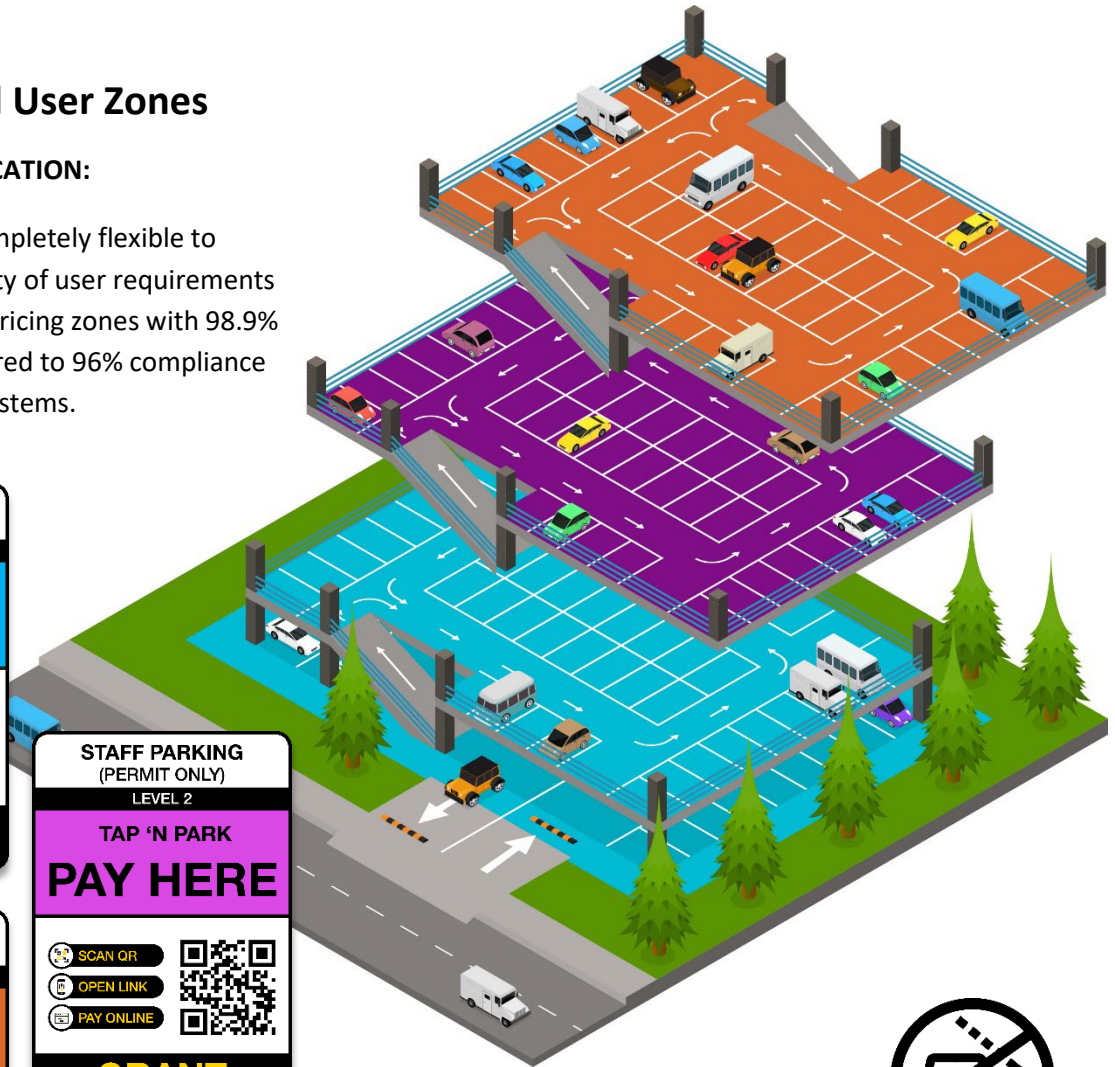 User Zones
CATION:
mpletely flexible to
ty of user requirements
ricing zones with 98.9%
red to 96% compliance
stems.
STAFF PARKING
(PERMIT ONLY)
LEVEL 2
TAP ‘N PARK
PAY HERE
SCAN QR
OPEN LINK
PAY ONLINE